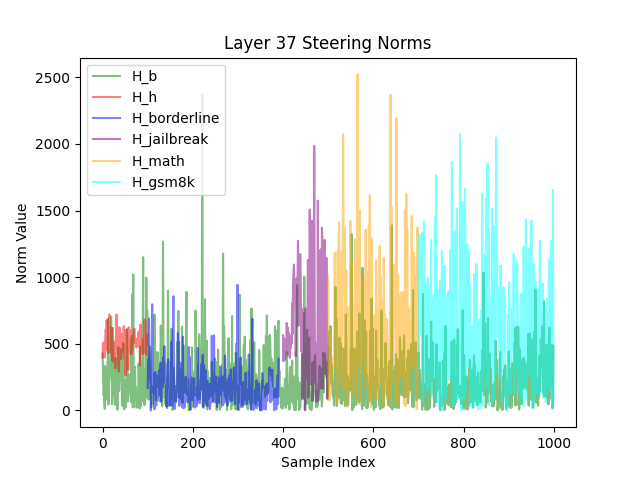 Layer 37 Steering Norms
H_b
H_h
H_borderline
H_jailbreak
H_math
H_gsm8k
2500
2000
1500
1000
500
0
Norm Value
0
200
400
600
800
1000
Sample Index